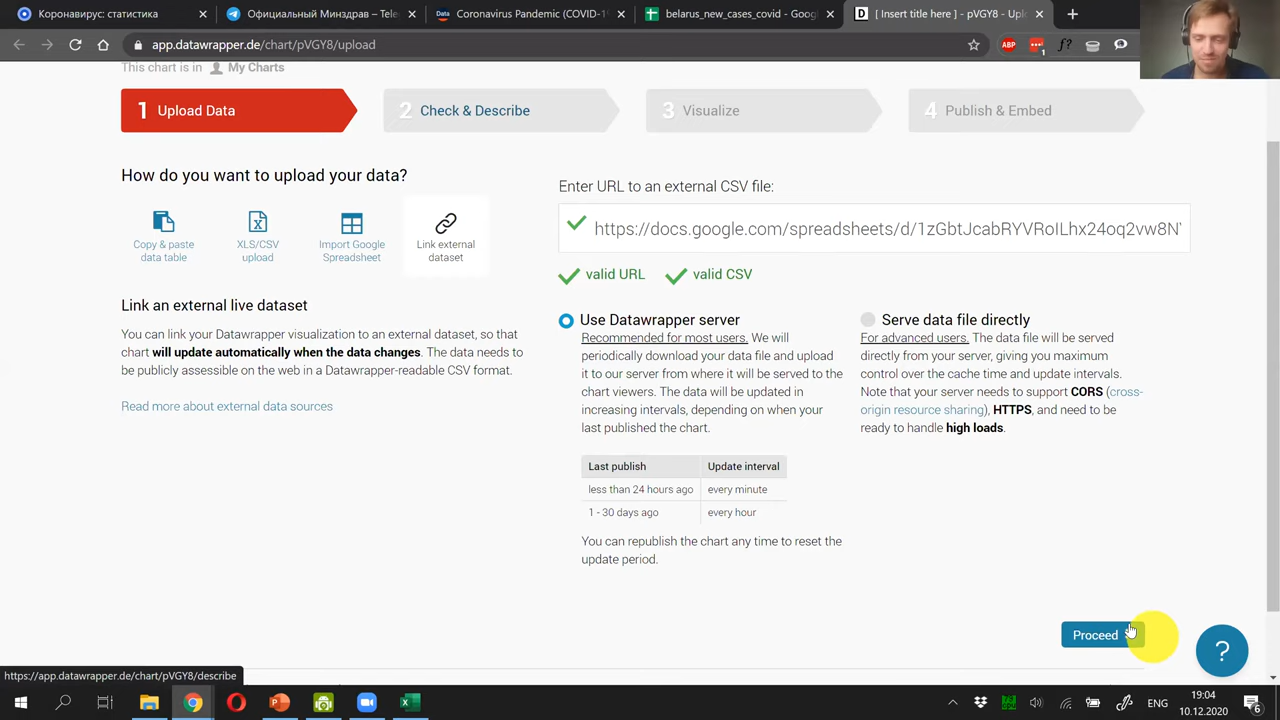 Коронавирус: статистика
Официальный Минздрав – Tele
Coronavirus Pandemic (COVID-19
belarus_new_cases_covid - Goog
[ Insert title here ] - pVGY8 - Uplo
app.datawrapper.de/chart/pVGY8/upload
ABP
1
f?
This chart is in My Charts
1 Upload Data
2 Check & Describe
3 Visualize
4 Publish & Embed
How do you want to upload your data?
Copy & paste
data table
XLS/CSV
upload
Import Google
Spreadsheet
Link external
dataset
Link an external live dataset
You can link your Datawrapper visualization to an external dataset, so that
chart will update automatically when the data changes. The data needs to
be publicly assessible on the web in a Datawrapper-readable CSV format.
Read more about external data sources
Enter URL to an external CSV file:
https://docs.google.com/spreadsheets/d/1zGbtJcabRYVRoILhx24oq2vw8N
valid URL
valid CSV
Use Datawrapper server
Recommended for most users. We will
periodically download your data file and upload
it to our server from where it will be served to the
chart viewers. The data will be updated in
increasing intervals, depending on when your
last published the chart.
Last publish Update interval
less than 24 hours ago every minute
1 - 30 days ago every hour
You can republish the chart any time to reset the
update period.
Serve data file directly
For advanced users. The data file will be served
directly from your server, giving you maximum
control over the cache time and update intervals.
Note that your server needs to support CORS (cross-
origin resource sharing), HTTPS, and need to be
ready to handle high loads.
Proceed
?
https://app.datawrapper.de/chart/pVGY8/describe
ENG
19:04
10.12.2020
6